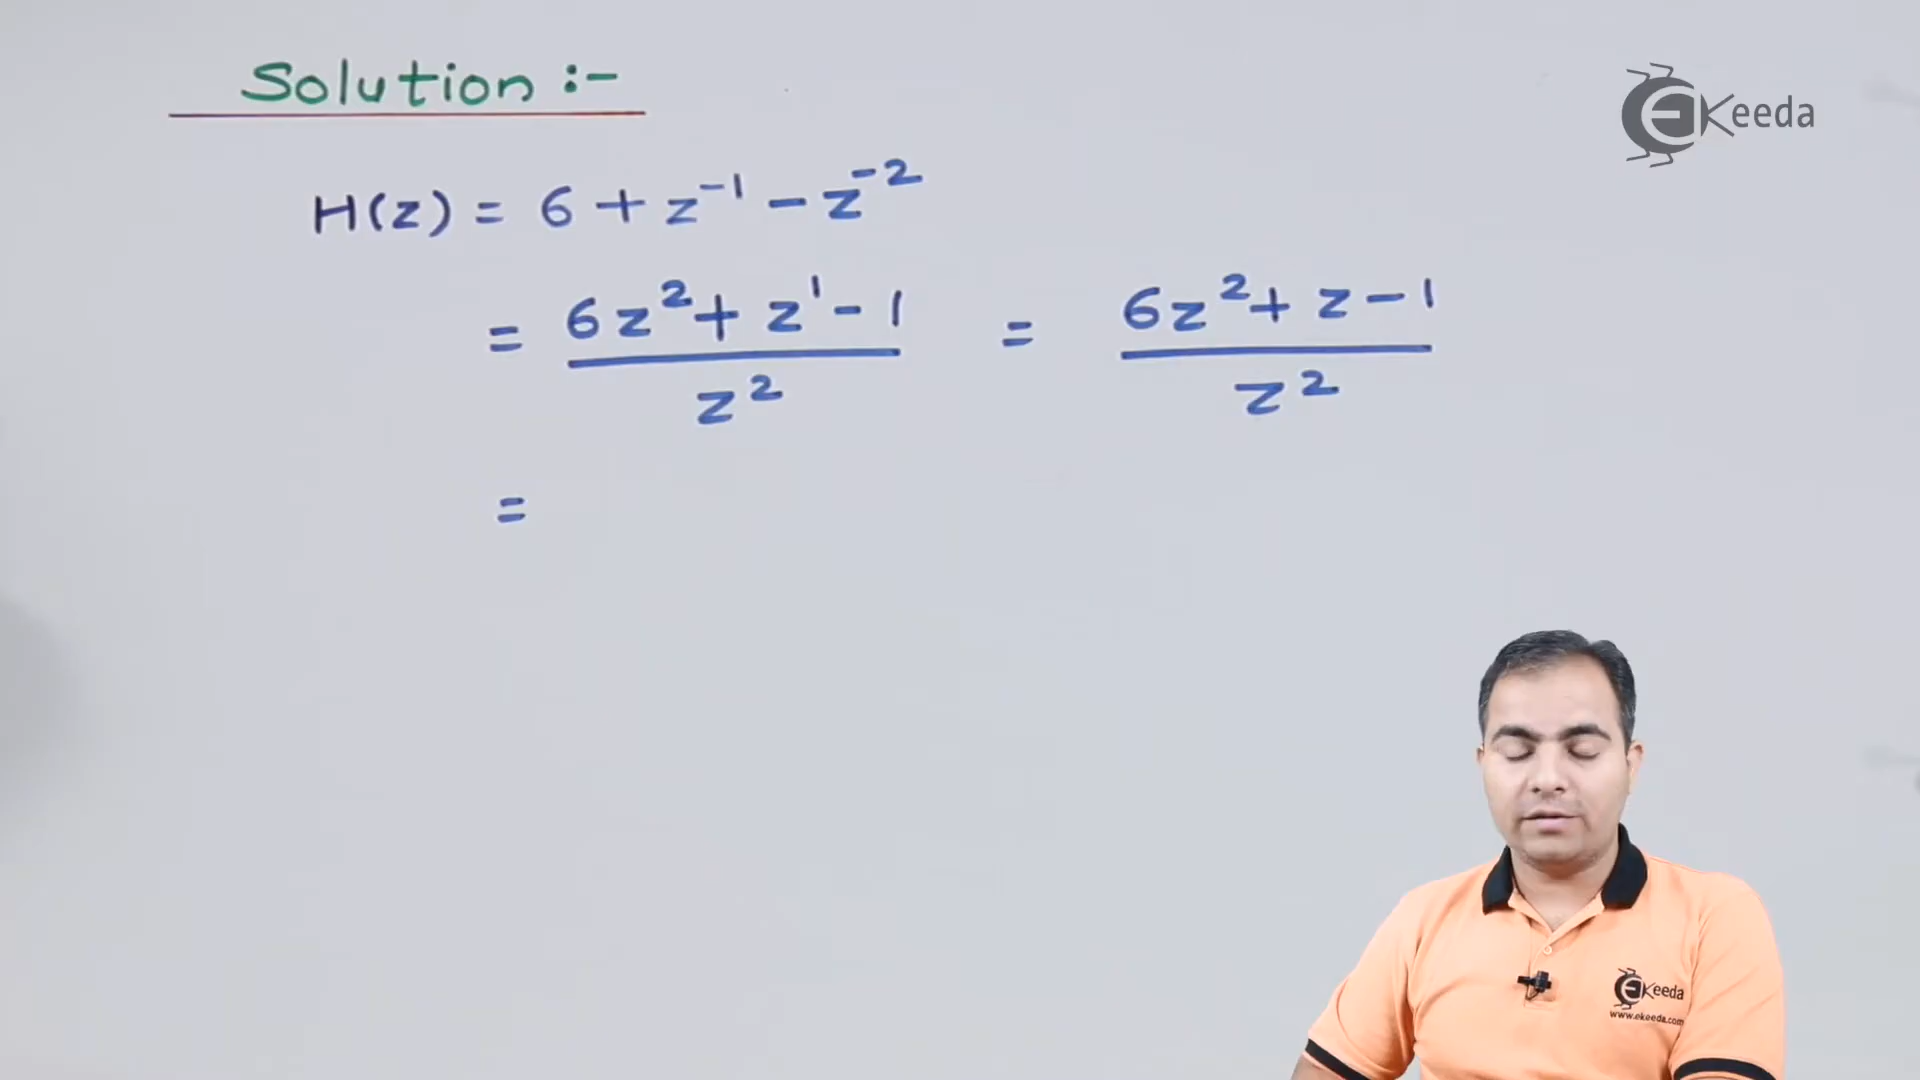 Solution :-
EKeeda
H(z) = 6 + z⁻¹ - z⁻²
= 6z² + z¹ - 1 / z² = 6z² + z - 1 / z²
=
EKeeda
www.ekeeda.com